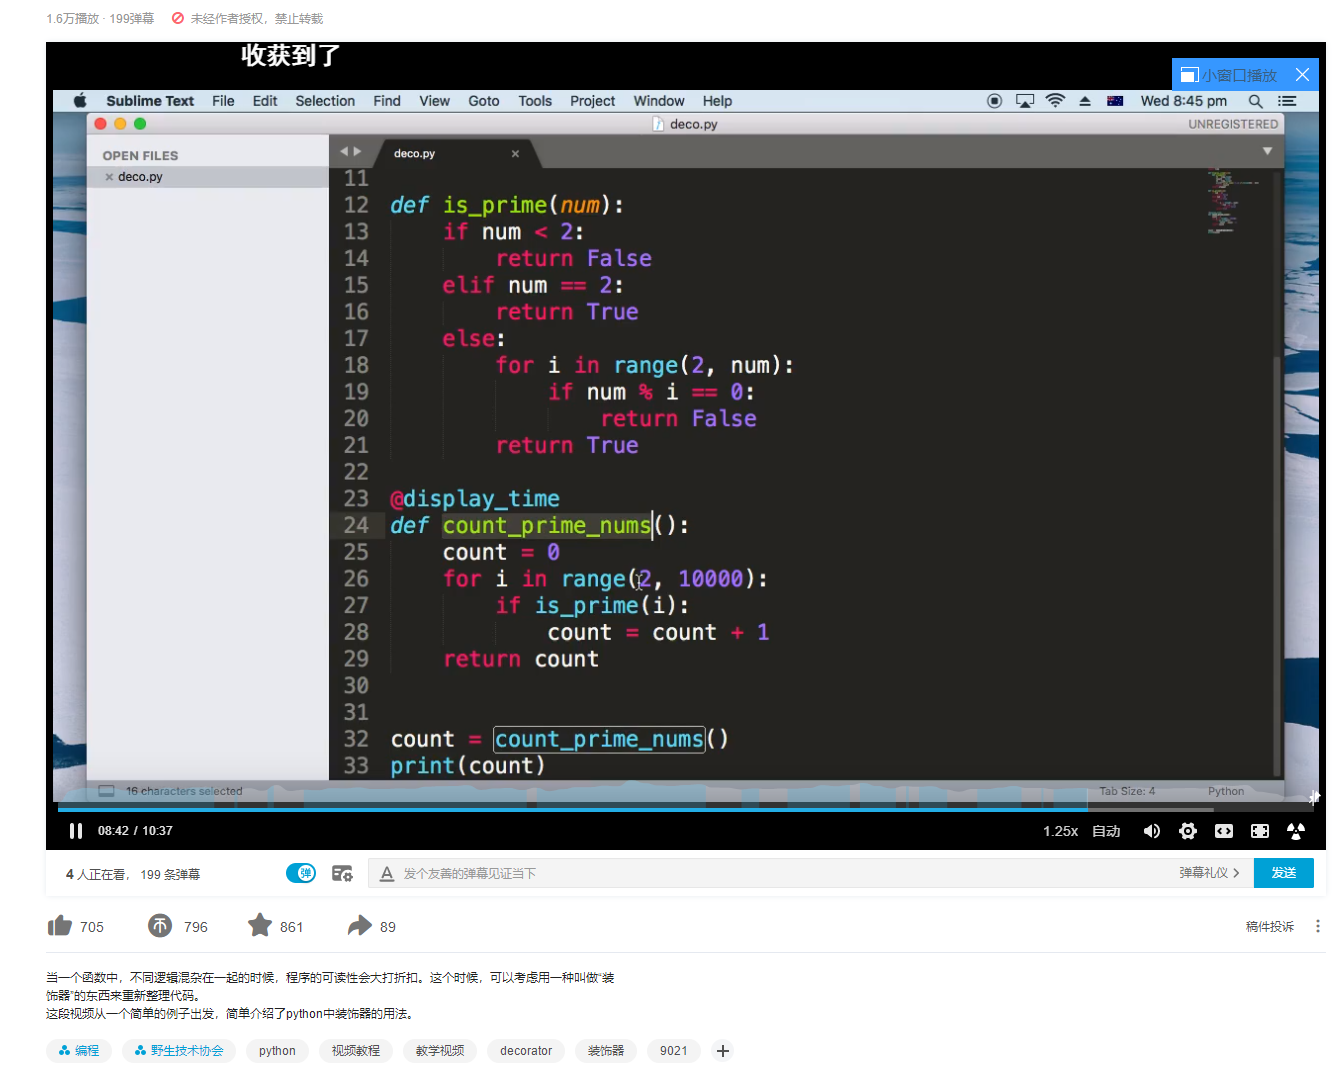 1.6万播放 · 199弹幕 未经作者授权，禁止转载
收获到了
小窗口播放
Sublime Text File Edit Selection Find View Goto Tools Project Window Help Wed 8:45 pm
deco.py UNREGISTERED
OPEN FILES
deco.py
deco.py
11
12 def is_prime(num):
13 if num < 2:
14 return False
15 elif num == 2:
16 return True
17 else:
18 for i in range(2, num):
19 if num % i == 0:
20 return False
21 return True
22
23 @display_time
24 def count_prime_nums():
25 count = 0
26 for i in range(2, 10000):
27 if is_prime(i):
28 count = count + 1
29 return count
30
31
32 count = count_prime_nums()
33 print(count)
16 characters selected Tab Size: 4 Python
08:42 / 10:37 1.25x 自动
4 人正在看， 199 条弹幕 弹 发个友善的弹幕见证当下 弹幕礼仪 发送
705 796 861 89 稿件投诉
当一个函数中，不同逻辑混杂在一起的时候，程序的可读性会大打折扣。这个时候，可以考虑用一种叫做“装
饰器”的东西来重新整理代码。
这段视频从一个简单的例子出发，简单介绍了python中装饰器的用法。
编程 野生技术协会 python 视频教程 教学视频 decorator 装饰器 9021